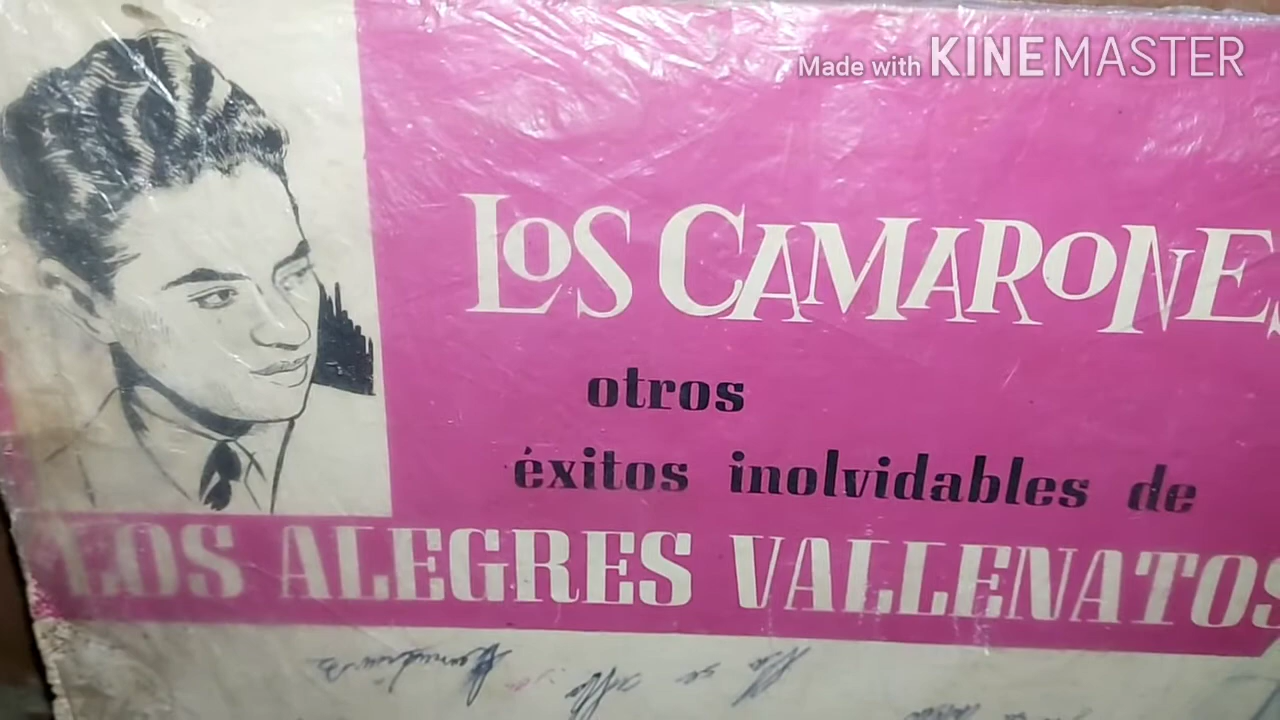 Made with KINEMASTER
LOS CAMARONES
otros
éxitos inolvidables de
LOS ALEGRES VALLENATOS